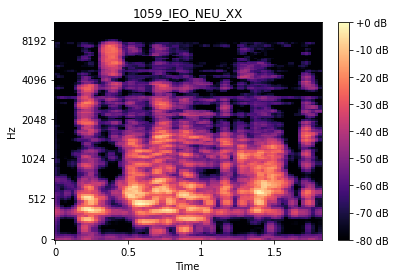 1059_IEO_NEU_XX
+0 dB
8192
-10 dB
4096
-20 dB
-30 dB
2048
Hz
-40 dB
1024
-50 dB
512
-60 dB
-70 dB
0
-80 dB
0
0.5
1
1.5
Time